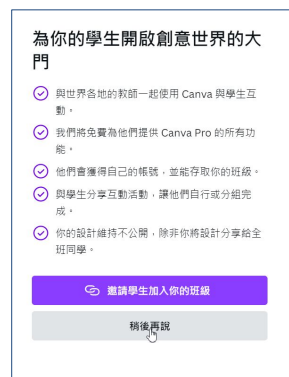 為你的學生開啟創意世界的大
門
與世界各地的教師一起使用 Canva 與學生互
動。
我們將免費為他們提供 Canva Pro 的所有功
能。
他們會獲得自己的帳號，並能存取你的班級。
與學生分享互動活動，讓他們自行或分組完
成。
你的設計維持不公開，除非你將設計分享給全
班同學。
邀請學生加入你的班級
稍後再說